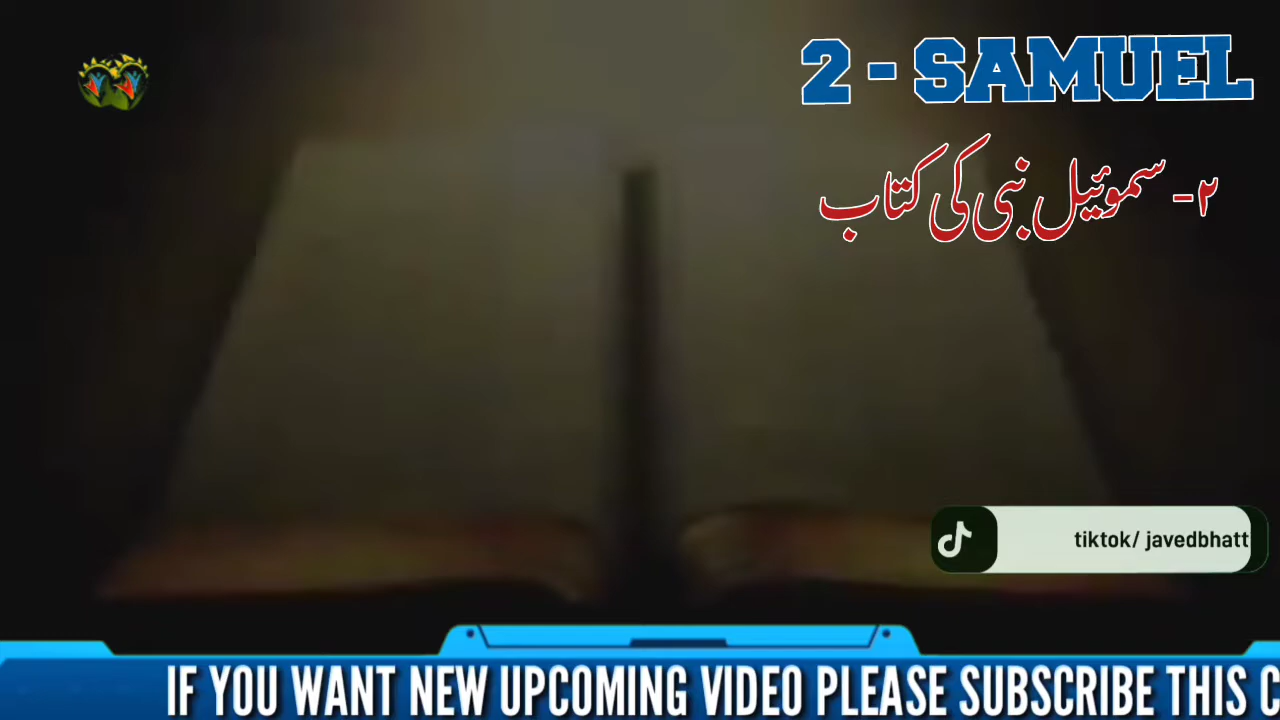 2 - SAMUEL
۲- سموئیل نبی کی کتاب
tiktok/ javedbhatt
IF YOU WANT NEW UPCOMING VIDEO PLEASE SUBSCRIBE THIS C